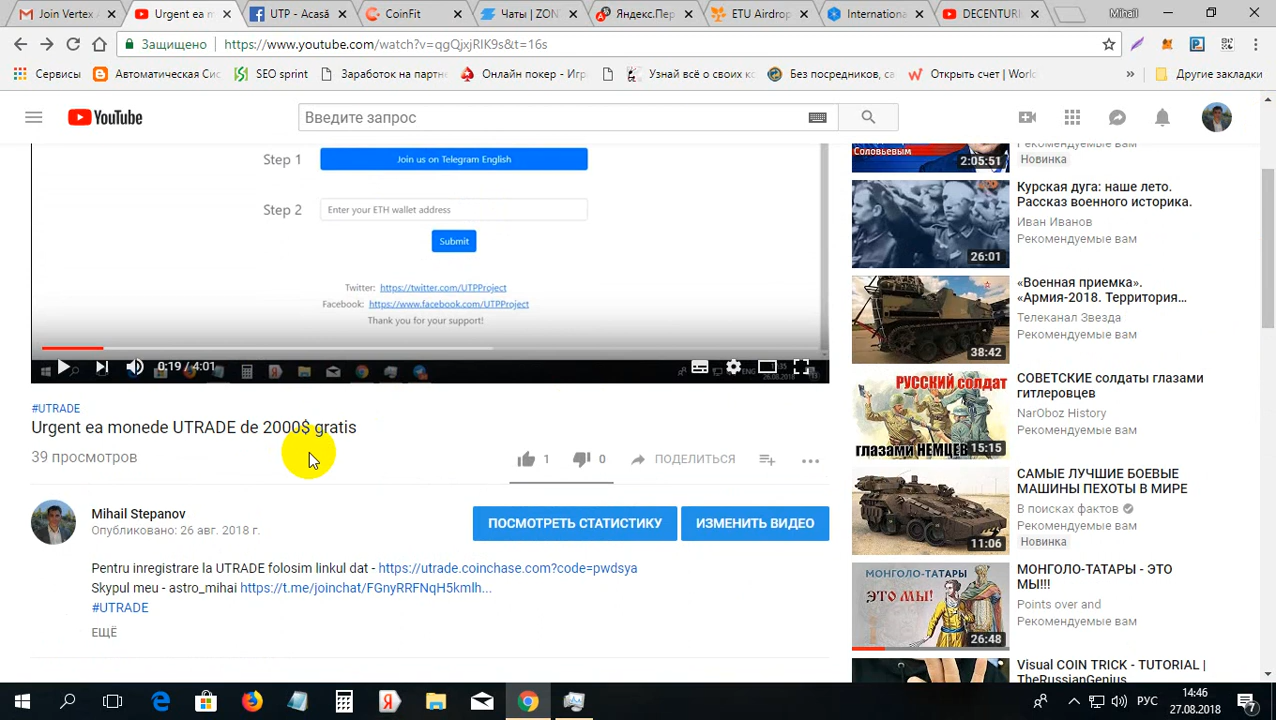 Join Vertex A
Urgent ea m
UTP - Acasă
CoinFit
Чаты | ZON
Яндекс.Пер
ETU Airdrop
Internationa
DECENTURI
Mihail
Защищено
https://www.youtube.com/watch?v=qgQjxjRlK9s&t=16s
Сервисы
Автоматическая Сис
SEO sprint
Заработок на партн
Онлайн покер - Игр
Узнай всё о своих ко
Без посредников, са
Открыть счет | World
Другие закладки
YouTube
Введите запрос
Step 1
Join us on Telegram English
Step 2
Enter your ETH wallet address
Submit
Twitter: https://twitter.com/UTPProject
Facebook: https://www.facebook.com/UTPProject
Thank you for your support!
0:19 / 4:01
26.08.2018
#UTRADE
Urgent ea monede UTRADE de 2000$ gratis
39 просмотров
1
0
ПОДЕЛИТЬСЯ
Mihail Stepanov
Опубликовано: 26 авг. 2018 г.
ПОСМОТРЕТЬ СТАТИСТИКУ
ИЗМЕНИТЬ ВИДЕО
Pentru inregistrare la UTRADE folosim linkul dat - https://utrade.coinchase.com?code=pwdsya
Skypul meu - astro_mihai https://t.me/joinchat/FGnyRRFNqH5kmlh...
#UTRADE
ЕЩЁ
Соловьевым
2:05:51
Рекомендуемые вам
Новинка
Курская дуга: наше лето.
Рассказ военного историка.
Иван Иванов
Рекомендуемые вам
26:01
«Военная приемка».
«Армия-2018. Территория...
Телеканал Звезда
Рекомендуемые вам
38:42
РУССКИЙ СОЛДАТ
ГЛАЗАМИ НЕМЦЕВ
15:15
СОВЕТСКИЕ солдаты глазами
гитлеровцев
NarOboz History
Рекомендуемые вам
САМЫЕ ЛУЧШИЕ БОЕВЫЕ
МАШИНЫ ПЕХОТЫ В МИРЕ
В поисках фактов
Рекомендуемые вам
Новинка
11:06
МОНГОЛО-ТАТАРЫ
ЭТО МЫ!
26:48
МОНГОЛО-ТАТАРЫ - ЭТО
МЫ!!!
Points over and
Рекомендуемые вам
Visual COIN TRICK - TUTORIAL |
TheRussianGenius
РУС
14:46
27.08.2018
7